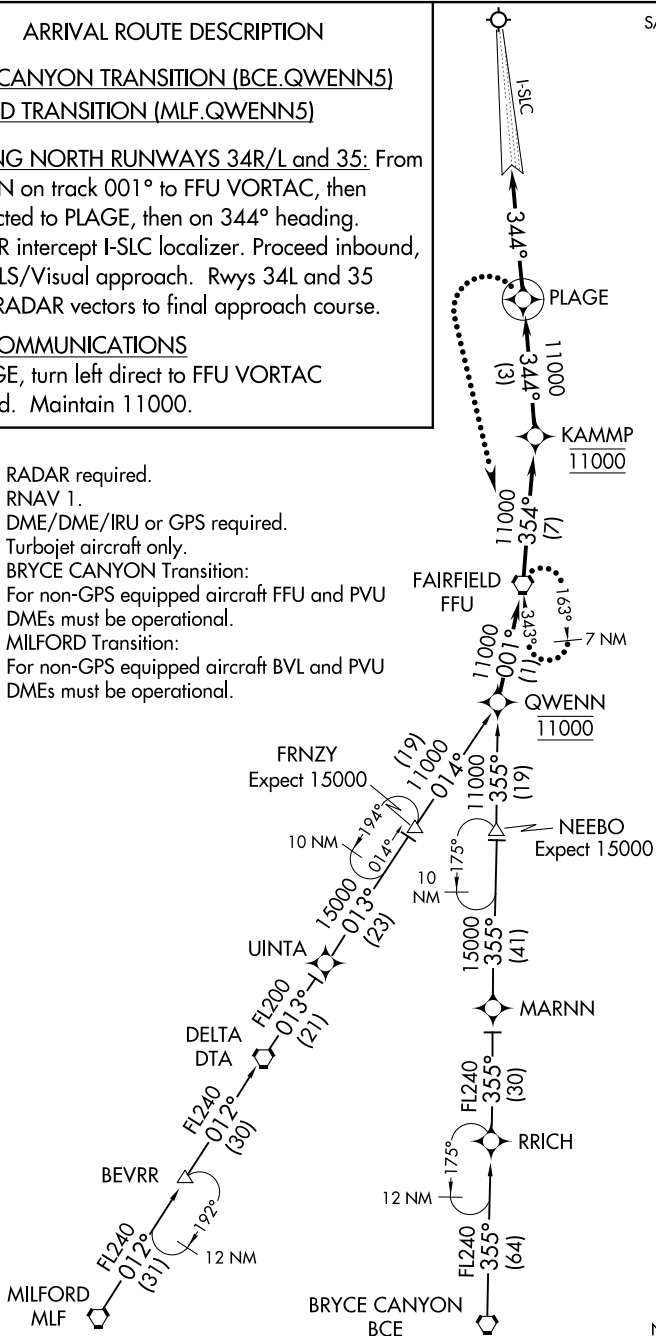 ARRIVAL ROUTE DESCRIPTION
CANYON TRANSITION (BCE.QWENN5)
D TRANSITION (MLF.QWENN5)
NG NORTH RUNWAYS 34R/L and 35: From
N on track 001° to FFU VORTAC, then
cted to PLAGE, then on 344° heading.
R intercept I-SLC localizer. Proceed inbound,
LS/Visual approach. Rwys 34L and 35
RADAR vectors to final approach course.
OMMUNICATIONS
GE, turn left direct to FFU VORTAC
d. Maintain 11000.
SA
I-SLC
344°
PLAGE
11000
344°
(3)
KAMMP
11000
RADAR required.
RNAV 1.
DME/DME/IRU or GPS required.
Turbojet aircraft only.
BRYCE CANYON Transition:
For non-GPS equipped aircraft FFU and PVU
DMEs must be operational.
MILFORD Transition:
For non-GPS equipped aircraft BVL and PVU
DMEs must be operational.
11000
354°
(7)
FAIRFIELD
FFU
163°
343°
7 NM
11000
001°
(1)
QWENN
11000
FRNZY
Expect 15000
(19)
11000
014°
11000
355°
(19)
194°
014°
10 NM
NEEBO
Expect 15000
175°
10
NM
15000
013°
(23)
15000
355°
(41)
UINTA
MARNN
FL200
013°
(21)
DELTA
DTA
FL240
355°
(30)
FL240
012°
(30)
RRICH
175°
12 NM
BEVRR
192°
12 NM
FL240
012°
(31)
FL240
355°
(64)
MILFORD
MLF
BRYCE CANYON
BCE
N